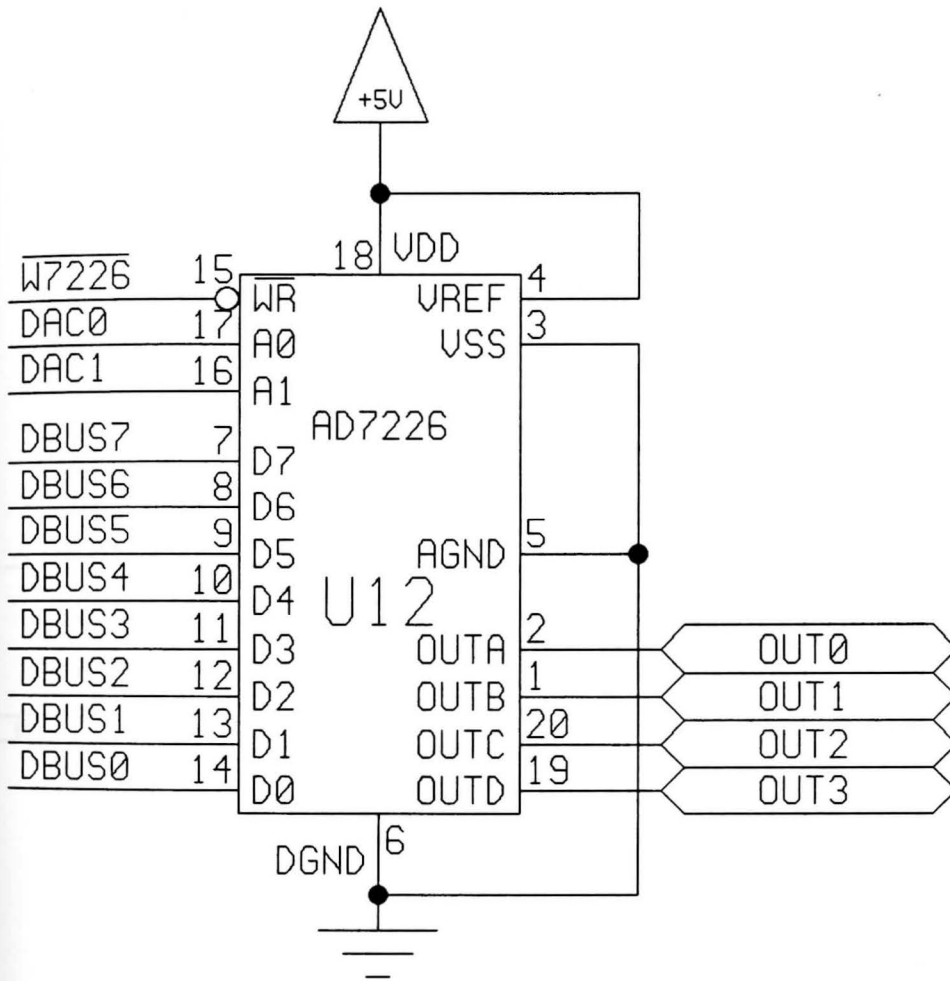 +5V
18 VDD
W7226 15 WR VREF 4
DAC0 17 A0 VSS 3
DAC1 16 A1
AD7226
DBUS7 7 D7
DBUS6 8 D6
DBUS5 9 D5 AGND 5
DBUS4 10 D4
U12
DBUS3 11 D3 OUTA 2 OUT0
DBUS2 12 D2 OUTB 1 OUT1
DBUS1 13 D1 OUTC 20 OUT2
DBUS0 14 D0 OUTD 19 OUT3
DGND 6